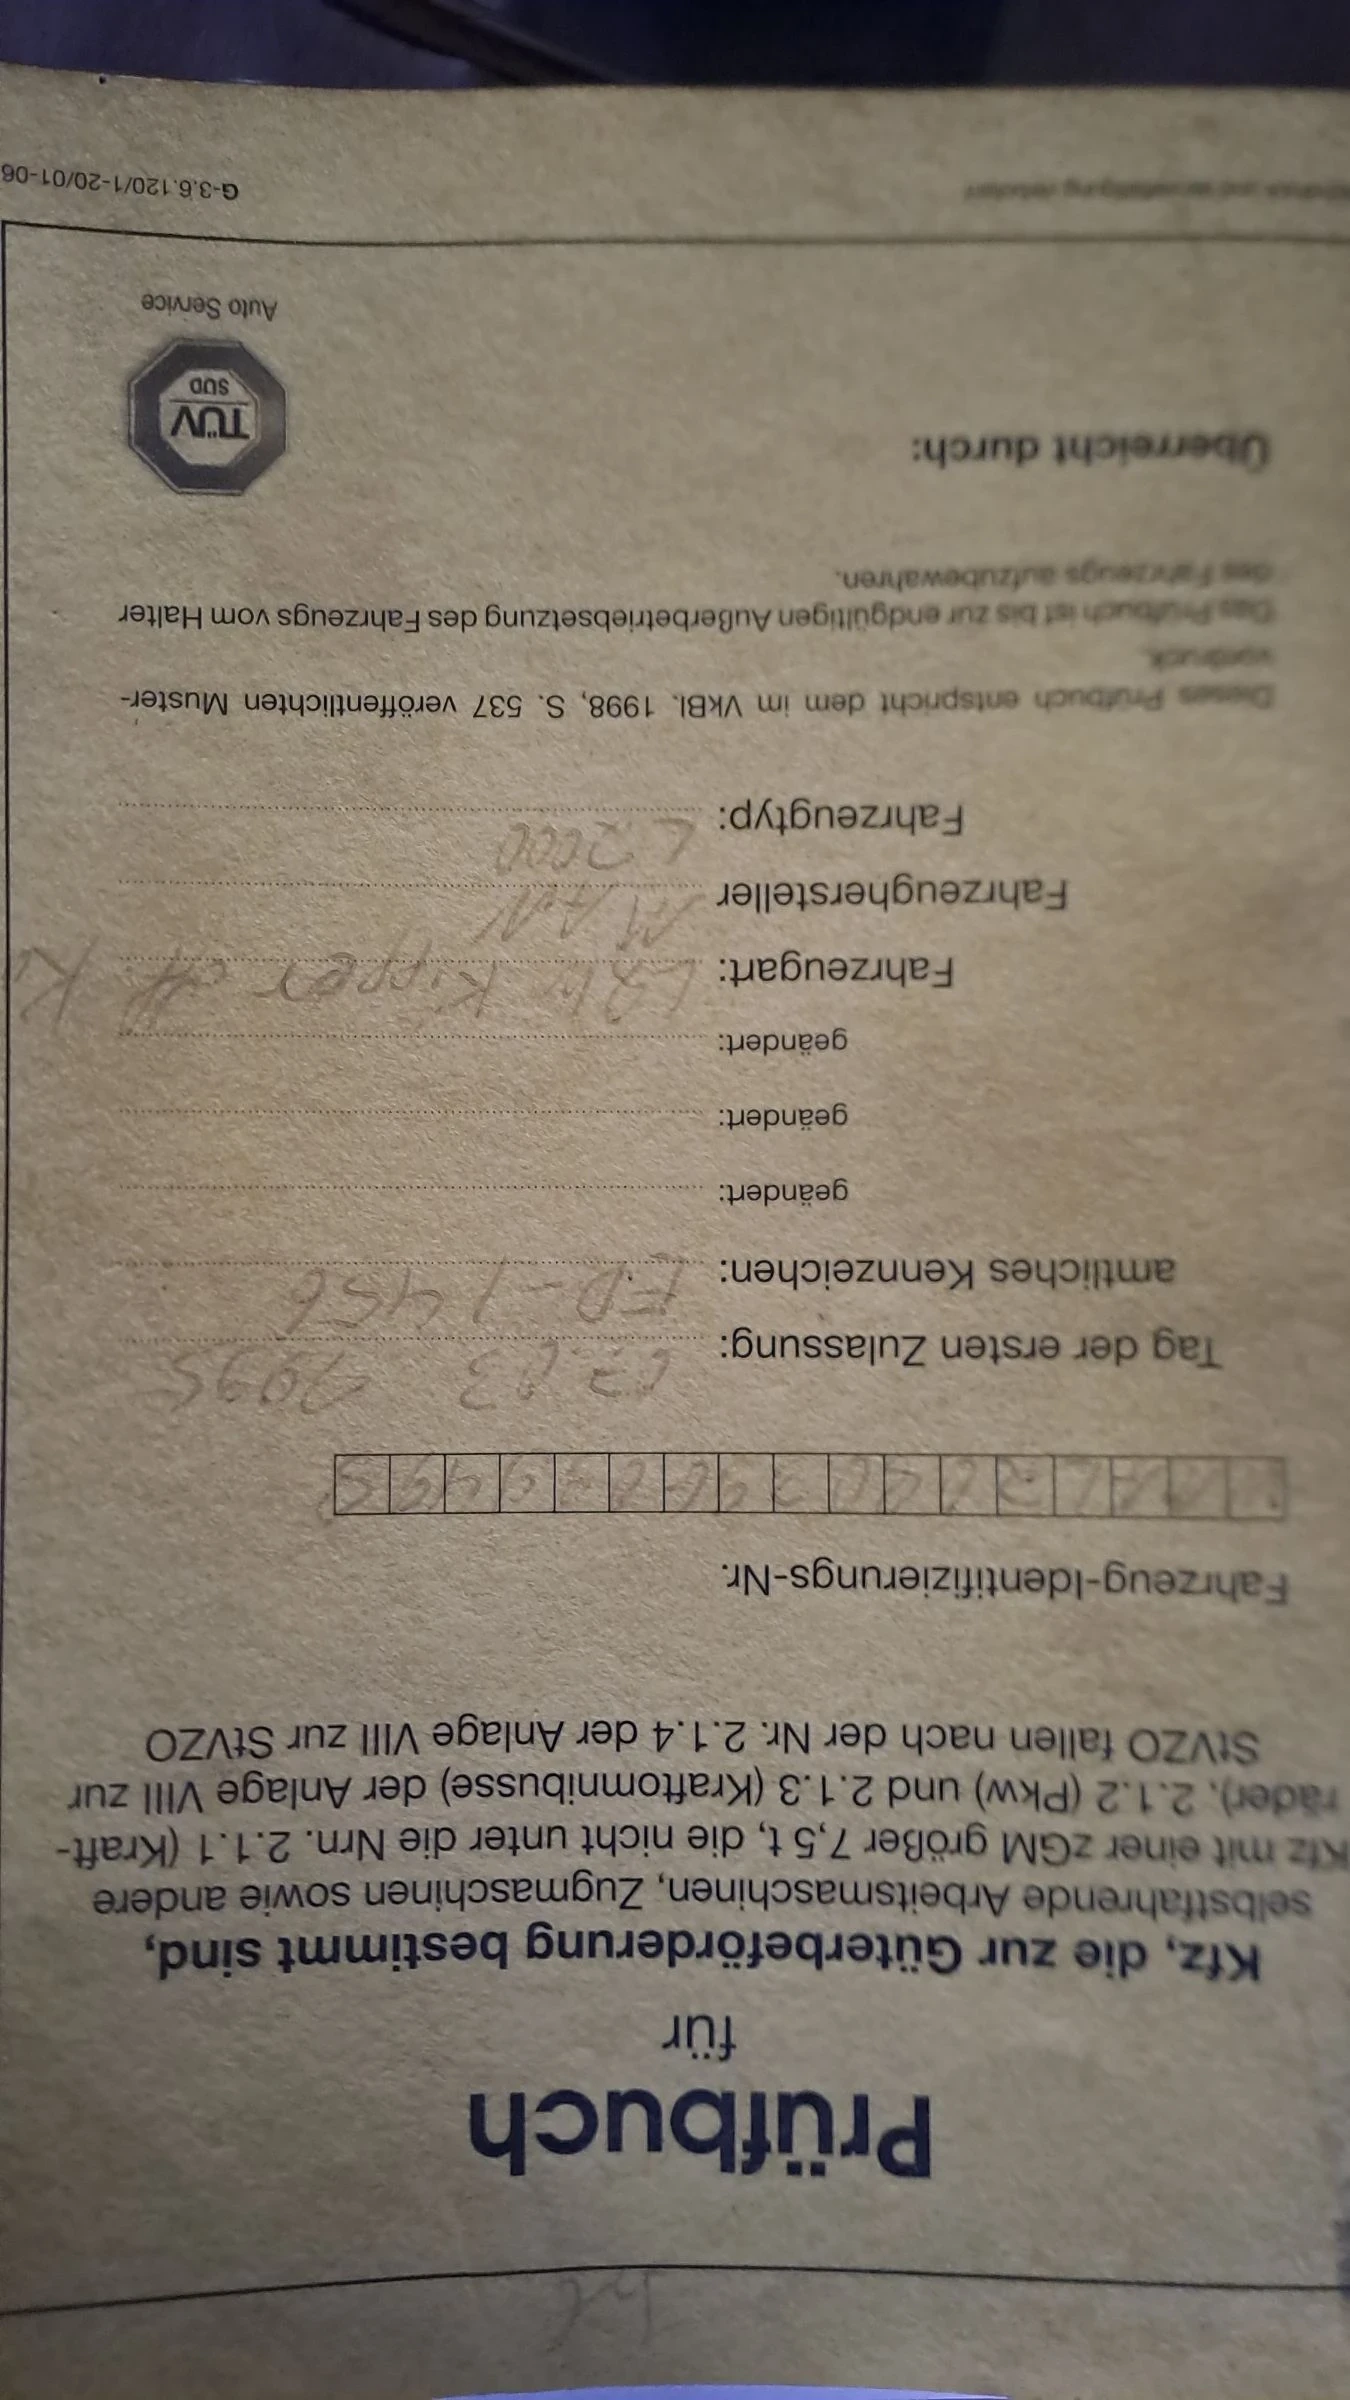 Prüfbuch
für
Kfz, die zur Güterbeförderung bestimmt sind,
selbstfahrende Arbeitsmaschinen, Zugmaschinen sowie andere
Kfz mit einer zGM größer 7,5 t, die nicht unter die Nrn. 2.1.1 (Kraft-
räder), 2.1.2 (Pkw) und 2.1.3 (Kraftomnibusse) der Anlage VIII zur
StVZO fallen nach der Nr. 2.1.4 der Anlage VIII zur StVZO
Fahrzeug-Identifizierungs-Nr.
Tag der ersten Zulassung:
amtliches Kennzeichen:
geändert:
geändert:
geändert:
Fahrzeugart: LKW Kipper
Fahrzeughersteller MAN
Fahrzeugtyp: L 2000
Dieses Prüfbuch entspricht dem im VkBl. 1998, S. 537 veröffentlichten Muster-
vordruck.
Das Prüfbuch ist bis zur endgültigen Außerbetriebsetzung des Fahrzeugs vom Halter
des Fahrzeugs aufzubewahren.
Überreicht durch:
TÜV
SÜD
Auto Service
G-3.6.120/1-20/01-06